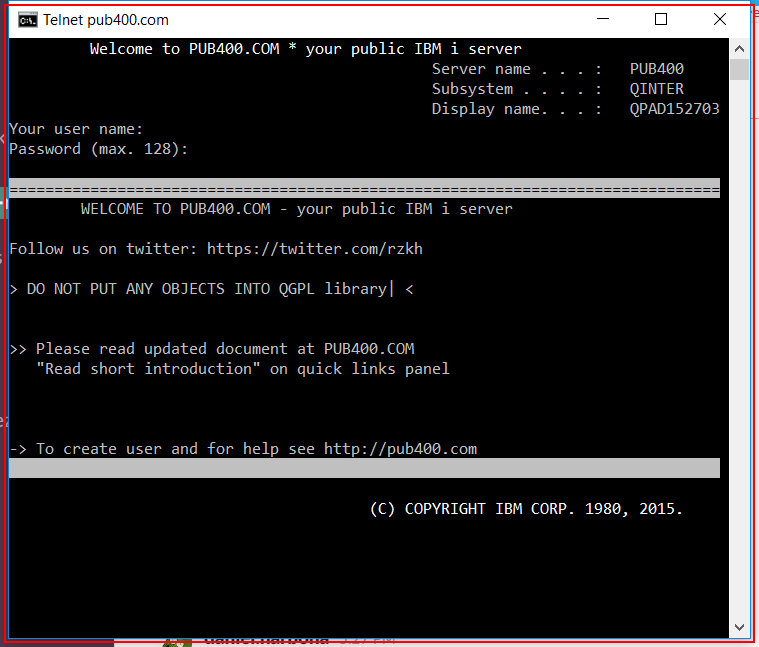 Telnet pub400.com
Welcome to PUB400.COM * your public IBM i server
Server name . . . :   PUB400
Subsystem . . . . :   QINTER
Display name. . . :   QPAD152703
Your user name:
Password (max. 128):
===============================================================================
WELCOME TO PUB400.COM - your public IBM i server
Follow us on twitter: https://twitter.com/rzkh
> DO NOT PUT ANY OBJECTS INTO QGPL library| <
>> Please read updated document at PUB400.COM
"Read short introduction" on quick links panel
-> To create user and for help see http://pub400.com
(C) COPYRIGHT IBM CORP. 1980, 2015.